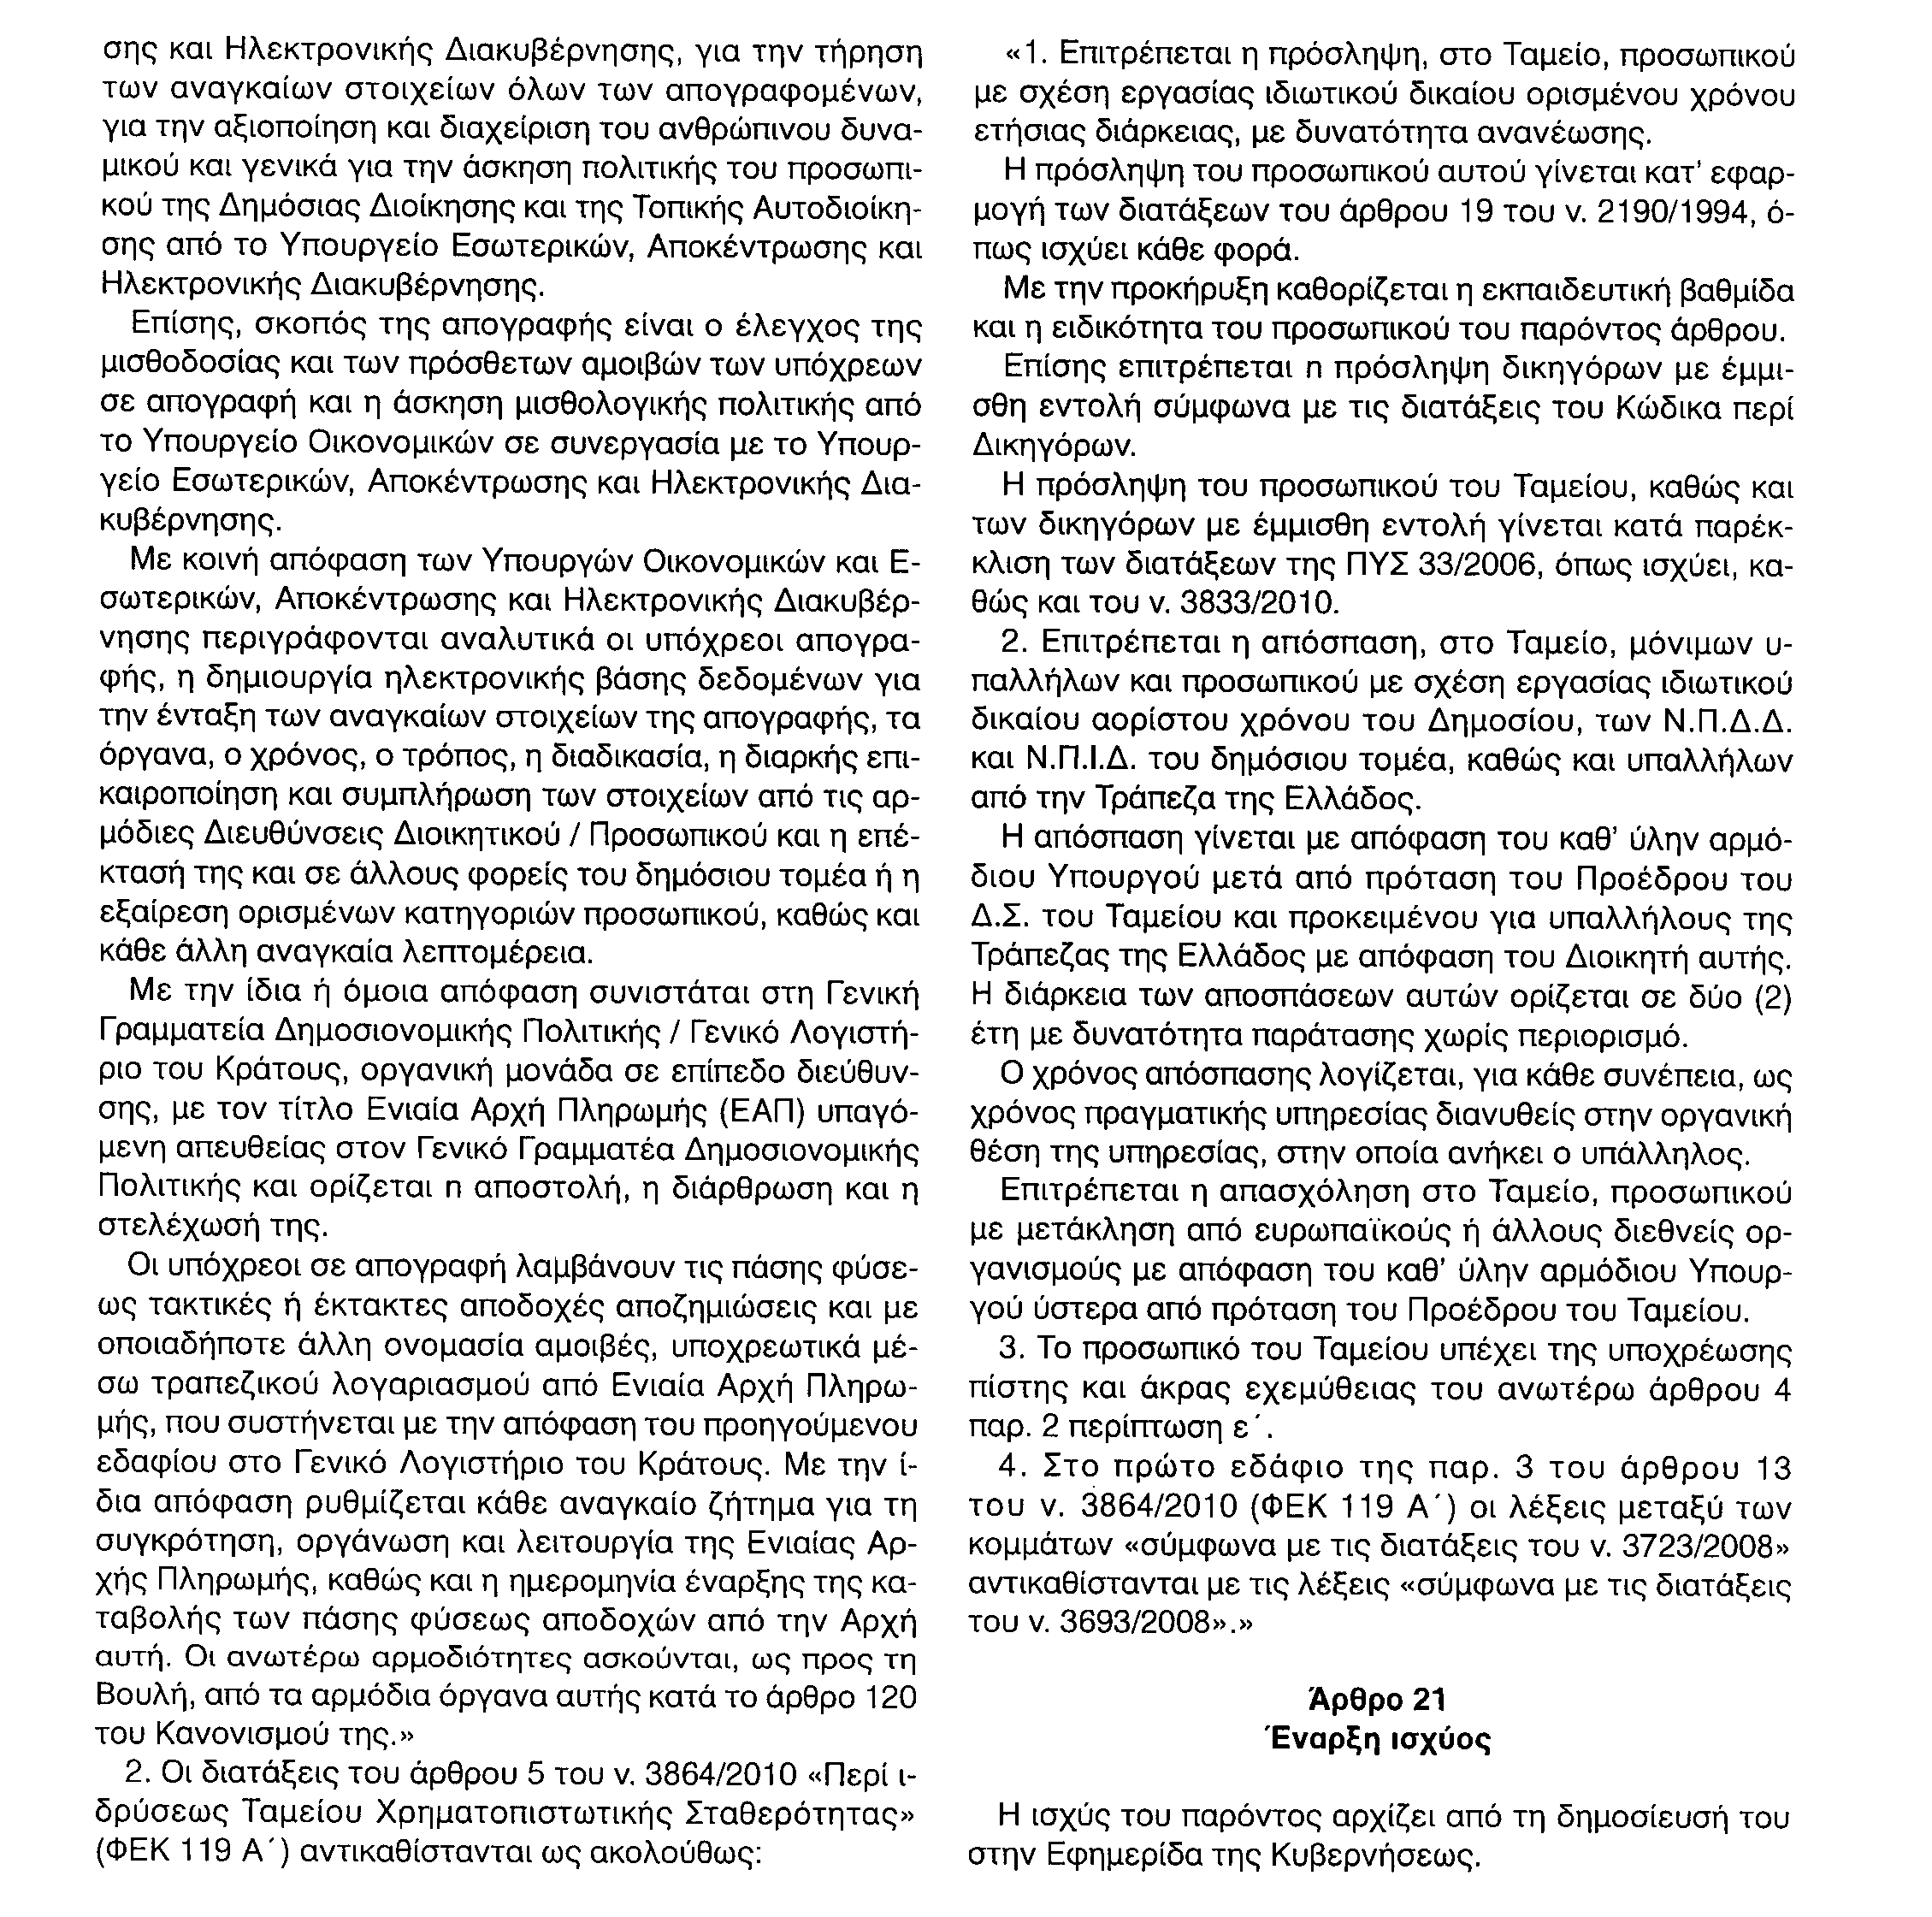 σης και Ηλεκτρονικής Διακυβέρνησης, για την τήρηση
των αναγκαίων στοιχείων όλων των απογραφομένων,
για την αξιοποίηση και διαχείριση του ανθρώπινου δυνα-
μικού και γενικά για την άσκηση πολιτικής του προσωπι-
κού της Δημόσιας Διοίκησης και της Τοπικής Αυτοδιοίκη-
σης από το Υπουργείο Εσωτερικών, Αποκέντρωσης και
Ηλεκτρονικής Διακυβέρνησης.
Επίσης, σκοπός της απογραφής είναι ο έλεγχος της
μισθοδοσίας και των πρόσθετων αμοιβών των υπόχρεων
σε απογραφή και η άσκηση μισθολογικής πολιτικής από
το Υπουργείο Οικονομικών σε συνεργασία με το Υπουρ-
γείο Εσωτερικών, Αποκέντρωσης και Ηλεκτρονικής Δια-
κυβέρνησης.
Με κοινή απόφαση των Υπουργών Οικονομικών και Ε-
σωτερικών, Αποκέντρωσης και Ηλεκτρονικής Διακυβέρ-
νησης περιγράφονται αναλυτικά οι υπόχρεοι απογρα-
φής, η δημιουργία ηλεκτρονικής βάσης δεδομένων για
την ένταξη των αναγκαίων στοιχείων της απογραφής, τα
όργανα, ο χρόνος, ο τρόπος, η διαδικασία, η διαρκής επι-
καιροποίηση και συμπλήρωση των στοιχείων από τις αρ-
μόδιες Διευθύνσεις Διοικητικού / Προσωπικού και η επέ-
κτασή της και σε άλλους φορείς του δημόσιου τομέα ή η
εξαίρεση ορισμένων κατηγοριών προσωπικού, καθώς και
κάθε άλλη αναγκαία λεπτομέρεια.
Με την ίδια ή όμοια απόφαση συνιστάται στη Γενική
Γραμματεία Δημοσιονομικής Πολιτικής / Γενικό Λογιστή-
ριο του Κράτους, οργανική μονάδα σε επίπεδο διεύθυν-
σης, με τον τίτλο Ενιαία Αρχή Πληρωμής (ΕΑΠ) υπαγό-
μενη απευθείας στον Γενικό Γραμματέα Δημοσιονομικής
Πολιτικής και ορίζεται η αποστολή, η διάρθρωση και η
στελέχωσή της.
Οι υπόχρεοι σε απογραφή λαμβάνουν τις πάσης φύσε-
ως τακτικές ή έκτακτες αποδοχές αποζημιώσεις και με
οποιαδήποτε άλλη ονομασία αμοιβές, υποχρεωτικά μέ-
σω τραπεζικού λογαριασμού από Ενιαία Αρχή Πληρω-
μής, που συστήνεται με την απόφαση του προηγούμενου
εδαφίου στο Γενικό Λογιστήριο του Κράτους. Με την ί-
δια απόφαση ρυθμίζεται κάθε αναγκαίο ζήτημα για τη
συγκρότηση, οργάνωση και λειτουργία της Ενιαίας Αρ-
χής Πληρωμής, καθώς και η ημερομηνία έναρξης της κα-
ταβολής των πάσης φύσεως αποδοχών από την Αρχή
αυτή. Οι ανωτέρω αρμοδιότητες ασκούνται, ως προς τη
Βουλή, από τα αρμόδια όργανα αυτής κατά το άρθρο 120
του Κανονισμού της.»
2. Οι διατάξεις του άρθρου 5 του ν. 3864/2010 «Περί ι-
δρύσεως Ταμείου Χρηματοπιστωτικής Σταθερότητας»
(ΦΕΚ 119 Α΄) αντικαθίστανται ως ακολούθως:
«1. Επιτρέπεται η πρόσληψη, στο Ταμείο, προσωπικού
με σχέση εργασίας ιδιωτικού δικαίου ορισμένου χρόνου
ετήσιας διάρκειας, με δυνατότητα ανανέωσης.
Η πρόσληψη του προσωπικού αυτού γίνεται κατ’ εφαρ-
μογή των διατάξεων του άρθρου 19 του ν. 2190/1994, ό-
πως ισχύει κάθε φορά.
Με την προκήρυξη καθορίζεται η εκπαιδευτική βαθμίδα
και η ειδικότητα του προσωπικού του παρόντος άρθρου.
Επίσης επιτρέπεται η πρόσληψη δικηγόρων με έμμι-
σθη εντολή σύμφωνα με τις διατάξεις του Κώδικα περί
Δικηγόρων.
Η πρόσληψη του προσωπικού του Ταμείου, καθώς και
των δικηγόρων με έμμισθη εντολή γίνεται κατά παρέκ-
κλιση των διατάξεων της ΠΥΣ 33/2006, όπως ισχύει, κα-
θώς και του ν. 3833/2010.
2. Επιτρέπεται η απόσπαση, στο Ταμείο, μόνιμων υ-
παλλήλων και προσωπικού με σχέση εργασίας ιδιωτικού
δικαίου αορίστου χρόνου του Δημοσίου, των Ν.Π.Δ.Δ.
και Ν.Π.Ι.Δ. του δημόσιου τομέα, καθώς και υπαλλήλων
από την Τράπεζα της Ελλάδος.
Η απόσπαση γίνεται με απόφαση του καθ’ ύλην αρμό-
διου Υπουργού μετά από πρόταση του Προέδρου του
Δ.Σ. του Ταμείου και προκειμένου για υπαλλήλους της
Τράπεζας της Ελλάδος με απόφαση του Διοικητή αυτής.
Η διάρκεια των αποσπάσεων αυτών ορίζεται σε δύο (2)
έτη με δυνατότητα παράτασης χωρίς περιορισμό.
Ο χρόνος απόσπασης λογίζεται, για κάθε συνέπεια, ως
χρόνος πραγματικής υπηρεσίας διανυθείς στην οργανική
θέση της υπηρεσίας, στην οποία ανήκει ο υπάλληλος.
Επιτρέπεται η απασχόληση στο Ταμείο, προσωπικού
με μετάκληση από ευρωπαϊκούς ή άλλους διεθνείς ορ-
γανισμούς με απόφαση του καθ’ ύλην αρμόδιου Υπουρ-
γού ύστερα από πρόταση του Προέδρου του Ταμείου.
3. Το προσωπικό του Ταμείου υπέχει της υποχρέωσης
πίστης και άκρας εχεμύθειας του ανωτέρω άρθρου 4
παρ. 2 περίπτωση ε΄.
4. Στο πρώτο εδάφιο της παρ. 3 του άρθρου 13
του ν. 3864/2010 (ΦΕΚ 119 Α΄) οι λέξεις μεταξύ των
κομμάτων «σύμφωνα με τις διατάξεις του ν. 3723/2008»
αντικαθίστανται με τις λέξεις «σύμφωνα με τις διατάξεις
του ν. 3693/2008».»
Άρθρο 21
Έναρξη ισχύος
Η ισχύς του παρόντος αρχίζει από τη δημοσίευσή του
στην Εφημερίδα της Κυβερνήσεως.